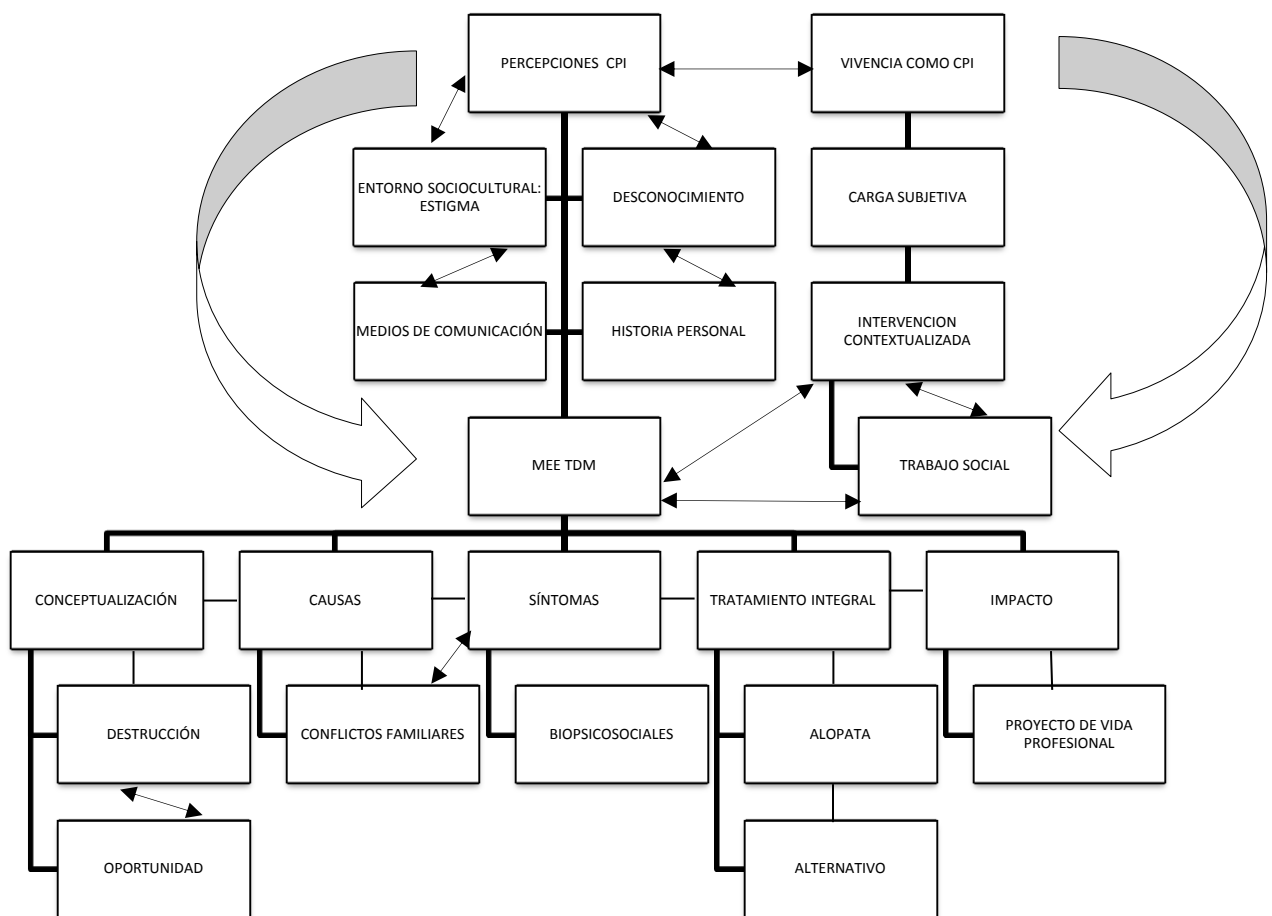 PERCEPCIONES CPI
VIVENCIA COMO CPI
ENTORNO SOCIOCULTURAL:
ESTIGMA
DESCONOCIMIENTO
CARGA SUBJETIVA
MEDIOS DE COMUNICACIÓN
HISTORIA PERSONAL
INTERVENCION
CONTEXTUALIZADA
MEE TDM
TRABAJO SOCIAL
CONCEPTUALIZACIÓN
CAUSAS
SÍNTOMAS
TRATAMIENTO INTEGRAL
IMPACTO
DESTRUCCIÓN
CONFLICTOS FAMILIARES
BIOPSICOSOCIALES
ALOPATA
PROYECTO DE VIDA
PROFESIONAL
OPORTUNIDAD
ALTERNATIVO